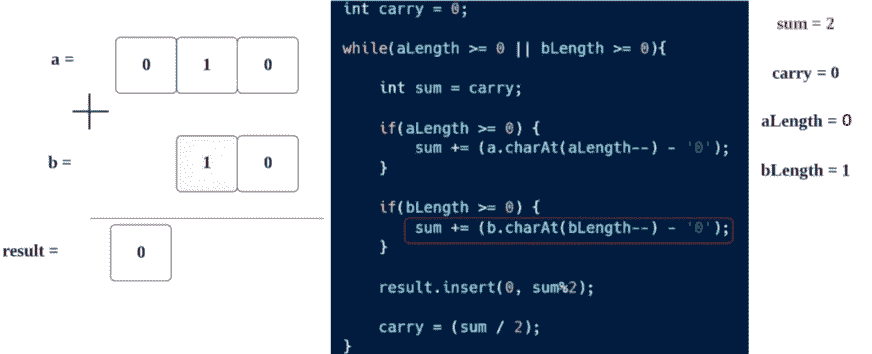 a = 0 1 0
b = 1 0
result = 0
int carry = 0;
while(aLength >= 0 || bLength >= 0){
int sum = carry;
if(aLength >= 0) {
sum += (a.charAt(aLength--) - '0');
}
if(bLength >= 0) {
sum += (b.charAt(bLength--) - '0');
}
result.insert(0, sum%2);
carry = (sum / 2);
}
sum = 2
carry = 0
aLength = 0
bLength = 1